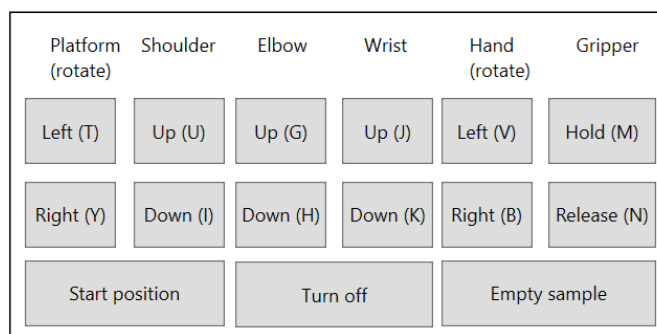 Platform Shoulder Elbow Wrist Hand Gripper
(rotate) (rotate)
Left (T) Up (U) Up (G) Up (J) Left (V) Hold (M)
Right (Y) Down (I) Down (H) Down (K) Right (B) Release (N)
Start position Turn off Empty sample